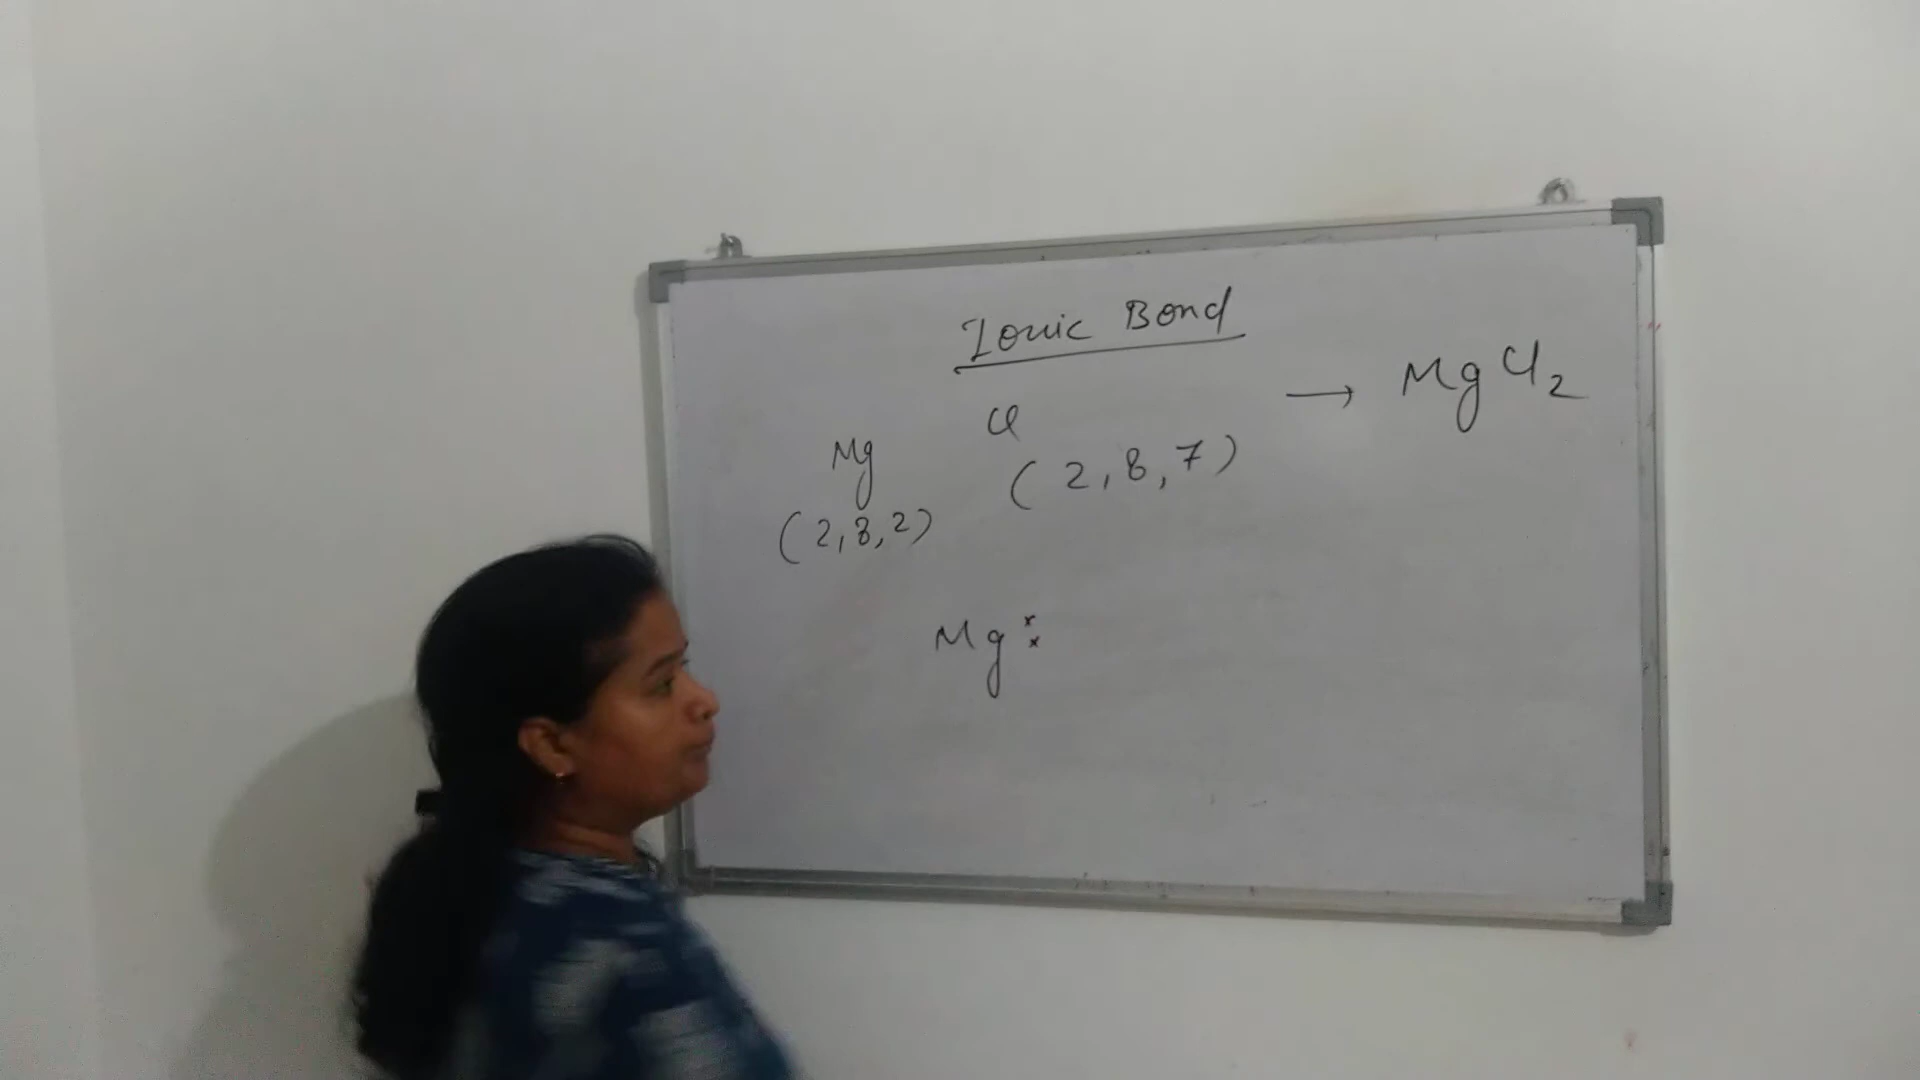 Ionic Bond
Mg Cl → MgCl₂
(2,8,2) (2,8,7)
Mg ××